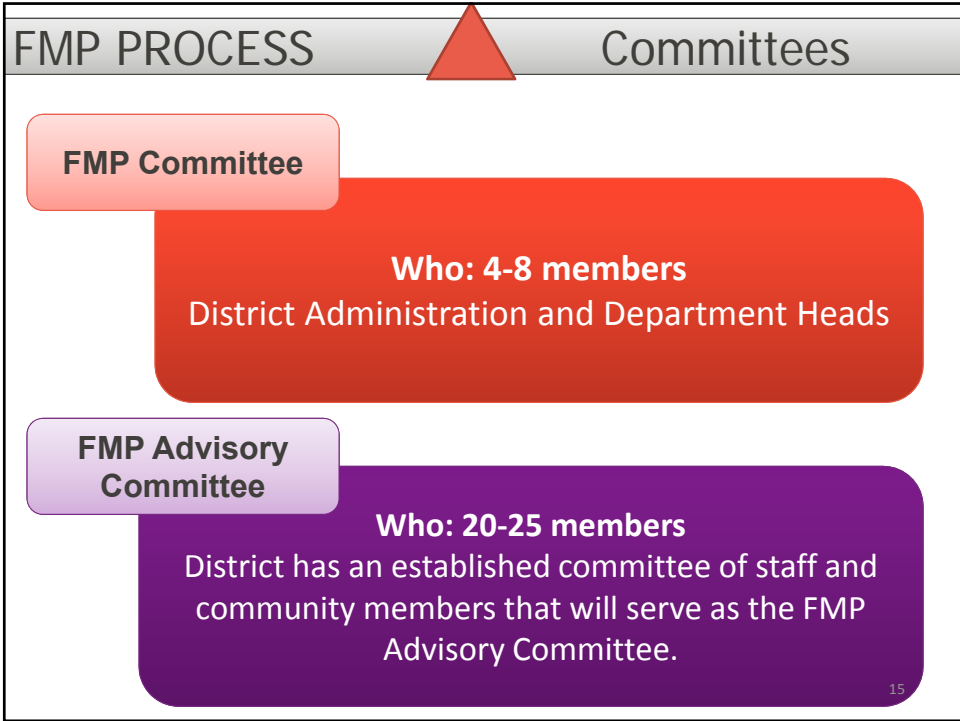 FMP PROCESS
Committees
FMP Committee
Who: 4-8 members
District Administration and Department Heads
FMP Advisory
Committee
Who: 20-25 members
District has an established committee of staff and
community members that will serve as the FMP
Advisory Committee.
15